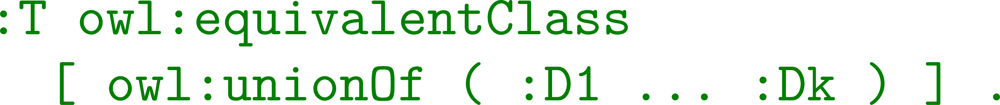 :T owl:equivalentClass
[ owl:unionOf ( :D1 ... :Dk ) ] .